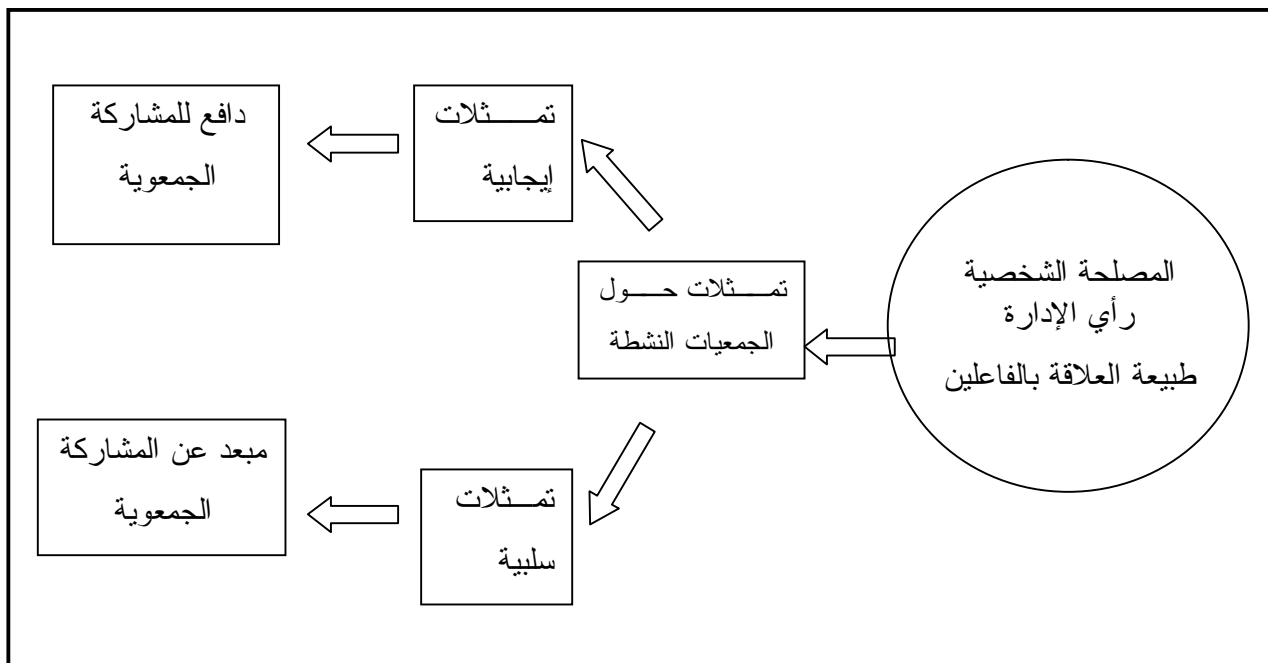 المصلحة الشخصية
رأي الإدارة
طبيعة العلاقة بالفاعلين
تمـــثلات حـــول
الجمعيات النشطة
تمـــثلات
إيجابية
دافع للمشاركة
الجمعوية
تمـــثلات
سلبية
مبعد عن المشاركة
الجمعوية